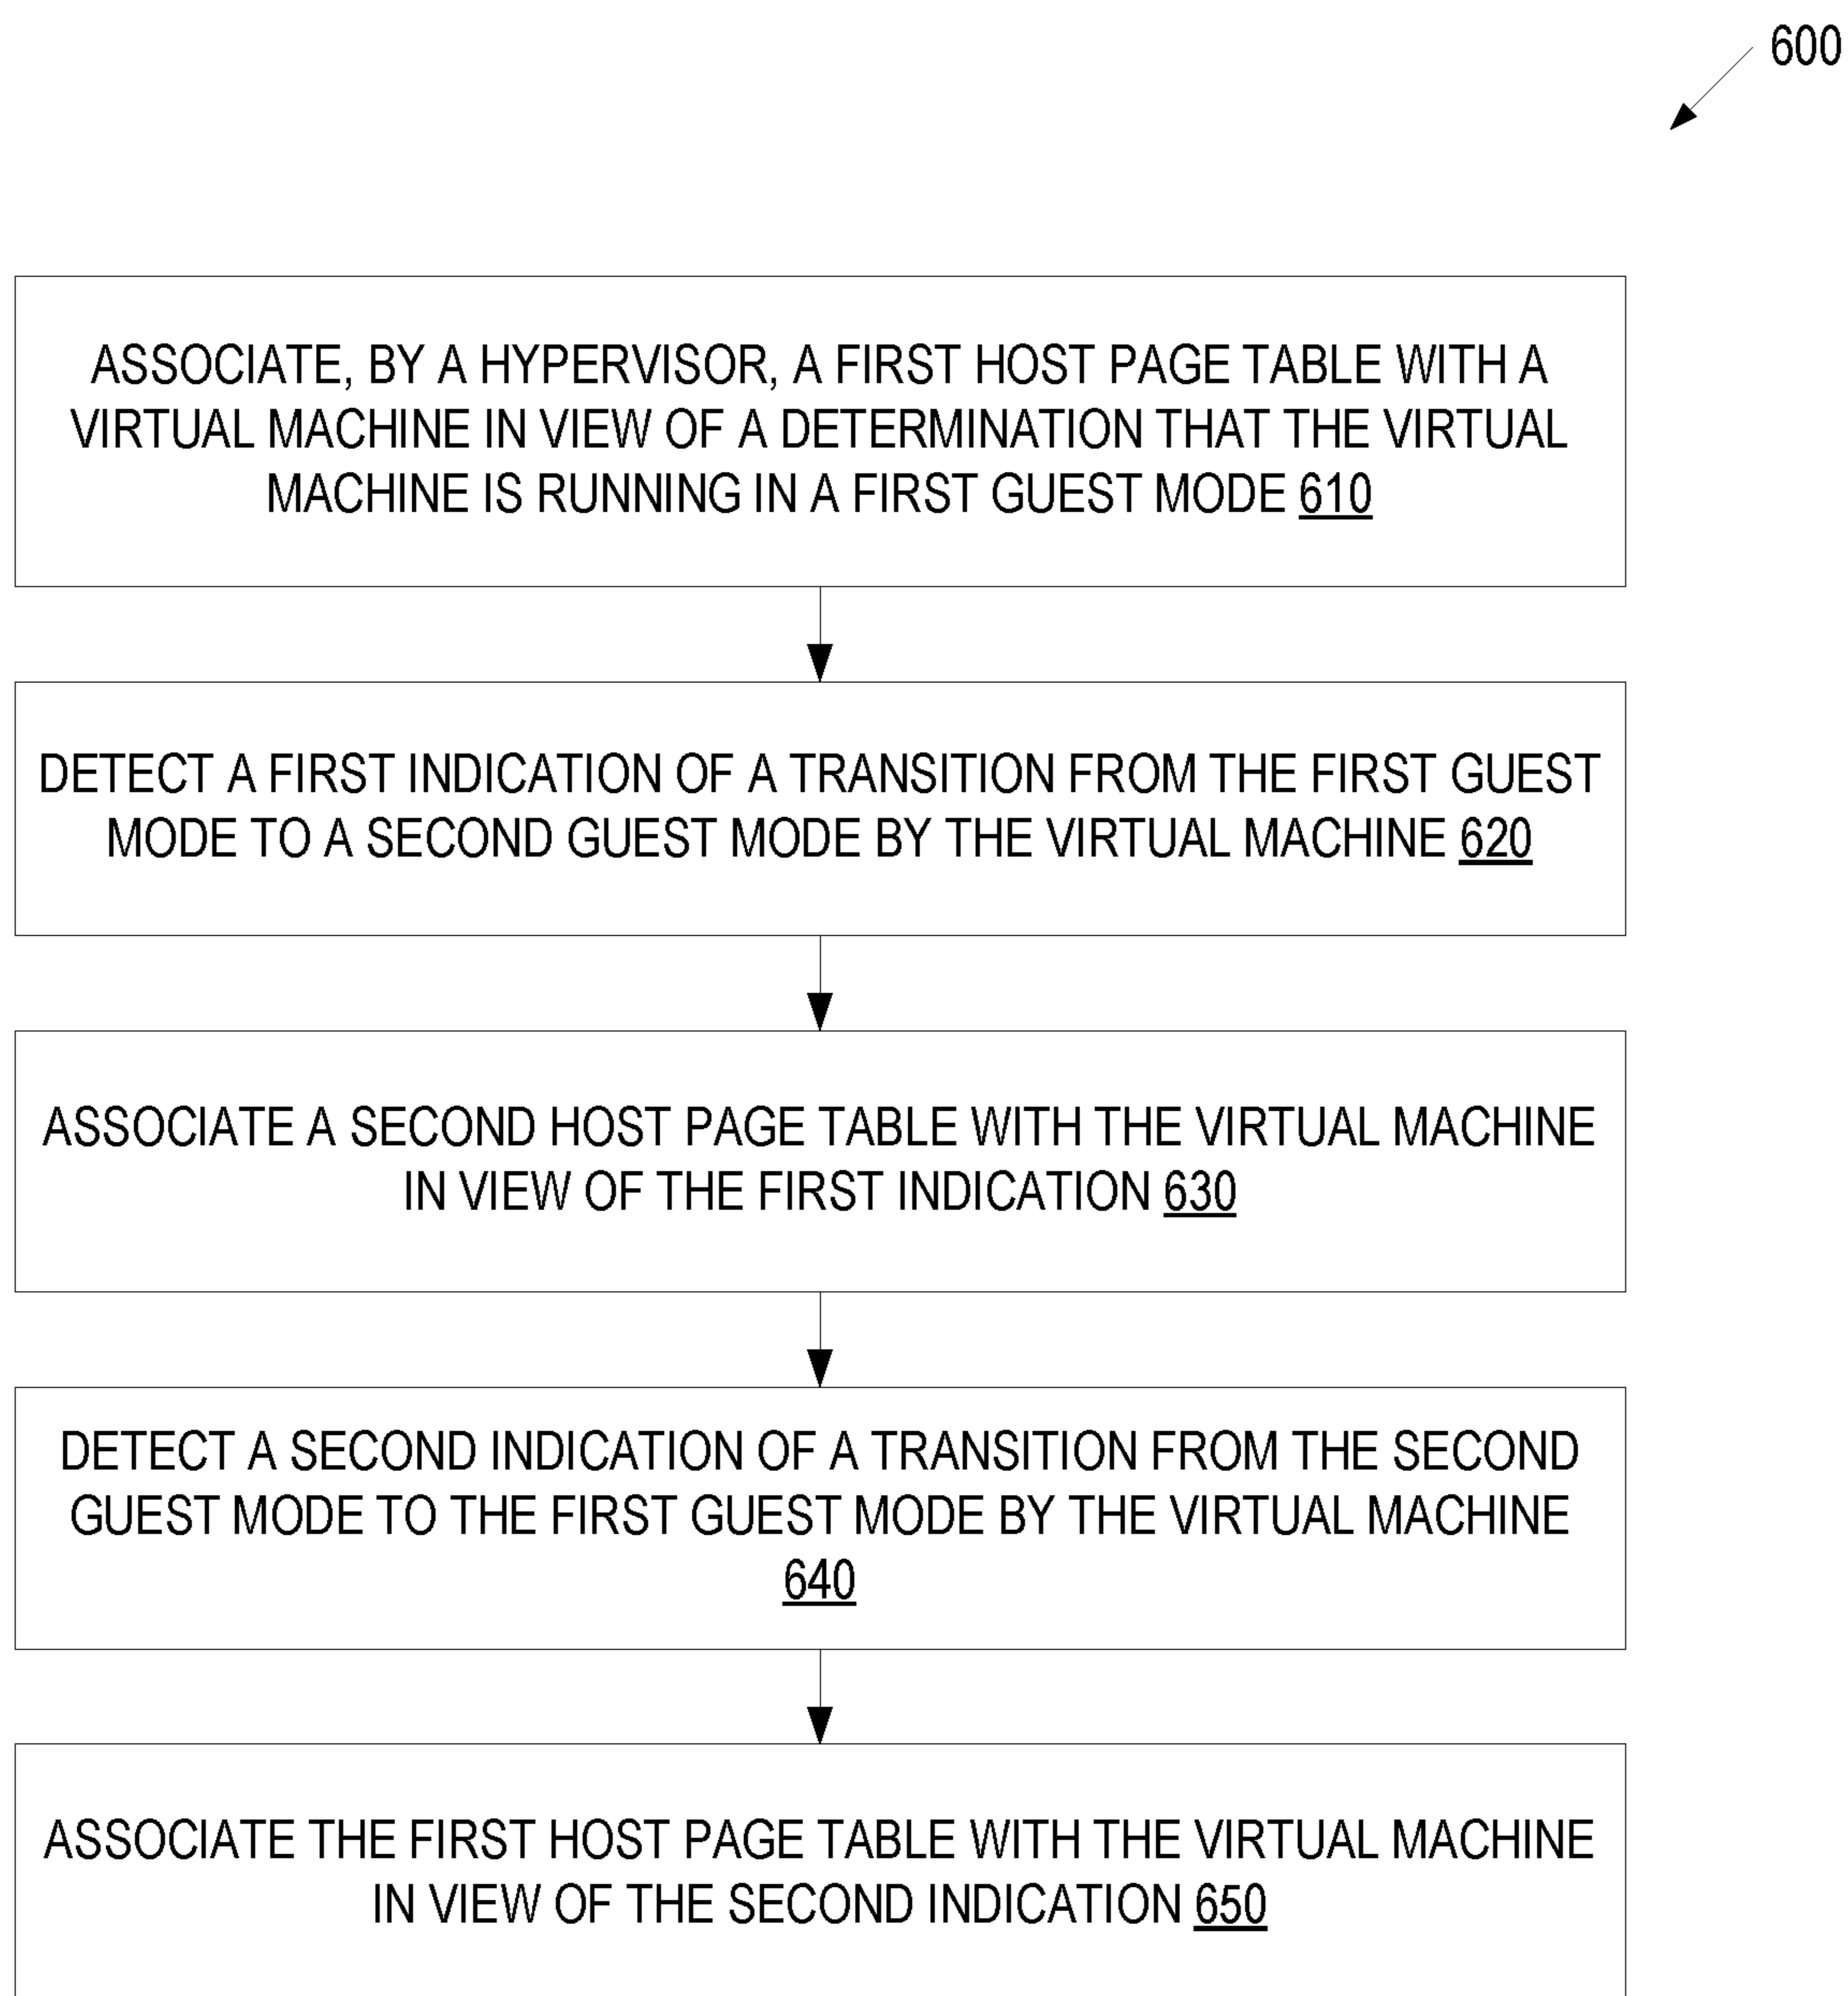 600
ASSOCIATE, BY A HYPERVISOR, A FIRST HOST PAGE TABLE WITH A
VIRTUAL MACHINE IN VIEW OF A DETERMINATION THAT THE VIRTUAL
MACHINE IS RUNNING IN A FIRST GUEST MODE 610
DETECT A FIRST INDICATION OF A TRANSITION FROM THE FIRST GUEST
MODE TO A SECOND GUEST MODE BY THE VIRTUAL MACHINE 620
ASSOCIATE A SECOND HOST PAGE TABLE WITH THE VIRTUAL MACHINE
IN VIEW OF THE FIRST INDICATION 630
DETECT A SECOND INDICATION OF A TRANSITION FROM THE SECOND
GUEST MODE TO THE FIRST GUEST MODE BY THE VIRTUAL MACHINE
640
ASSOCIATE THE FIRST HOST PAGE TABLE WITH THE VIRTUAL MACHINE
IN VIEW OF THE SECOND INDICATION 650